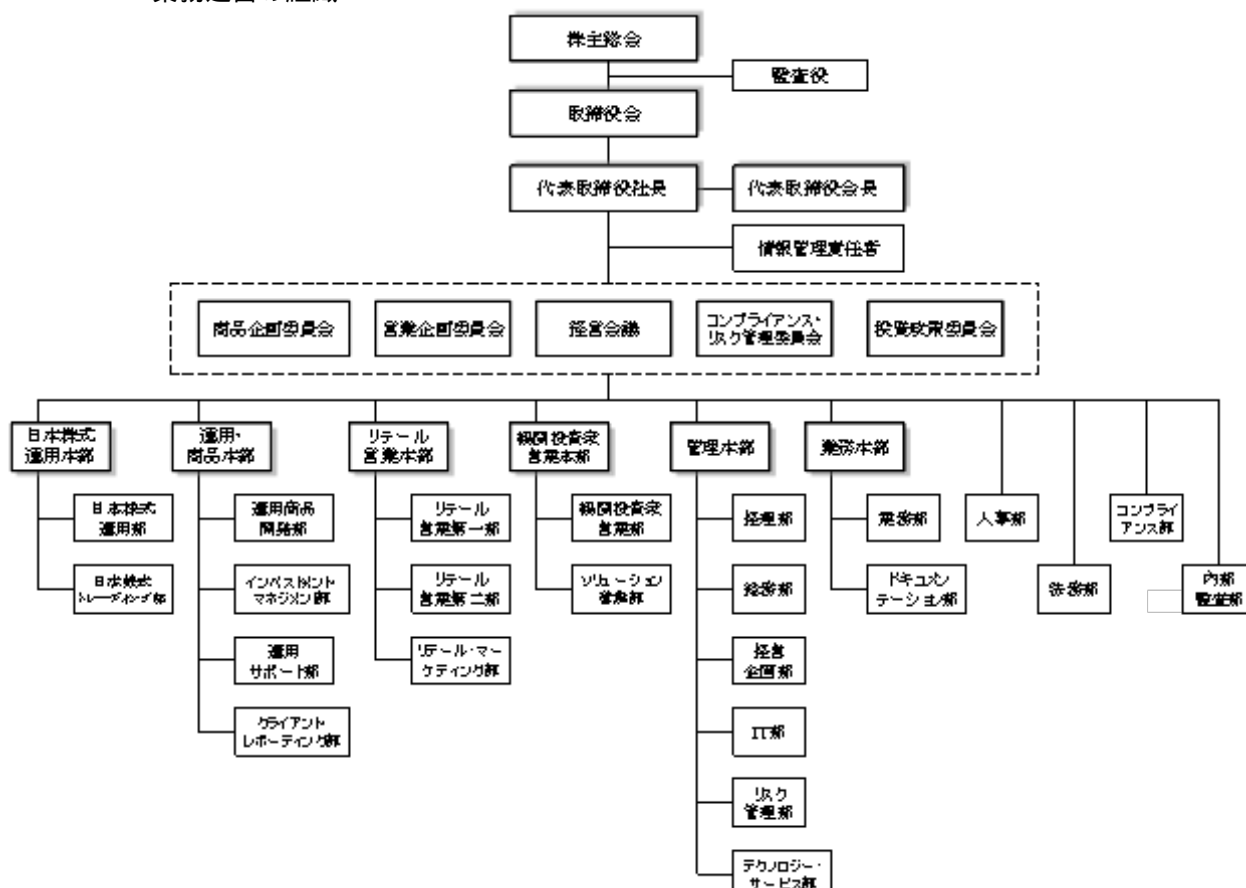 業務運営の組織
株主総会
監査役
取締役会
代表取締役社長
代表取締役会長
情報管理責任者
商品企画委員会
営業企画委員会
経営会議
コンプライアンス・
リスク管理委員会
投資政策委員会
日本株式
運用本部
運用・
商品本部
リテール
営業本部
機関投資家
営業本部
管理本部
業務本部
日本株式
運用部
運用商品
開発部
リテール
営業第一部
機関投資家
営業部
経理部
業務部
人事部
コンプライ
アンス部
日本株式
トレーディング部
インベストメント
マネジメント部
リテール
営業第二部
ソリューション
営業部
総務部
ドキュメン
テーション部
法務部
内部
監査部
運用
サポート部
リテール・マー
ケティング部
経営
企画部
クライアント
レポーティング部
IT部
リスク
管理部
テクノロジー・
サービス部